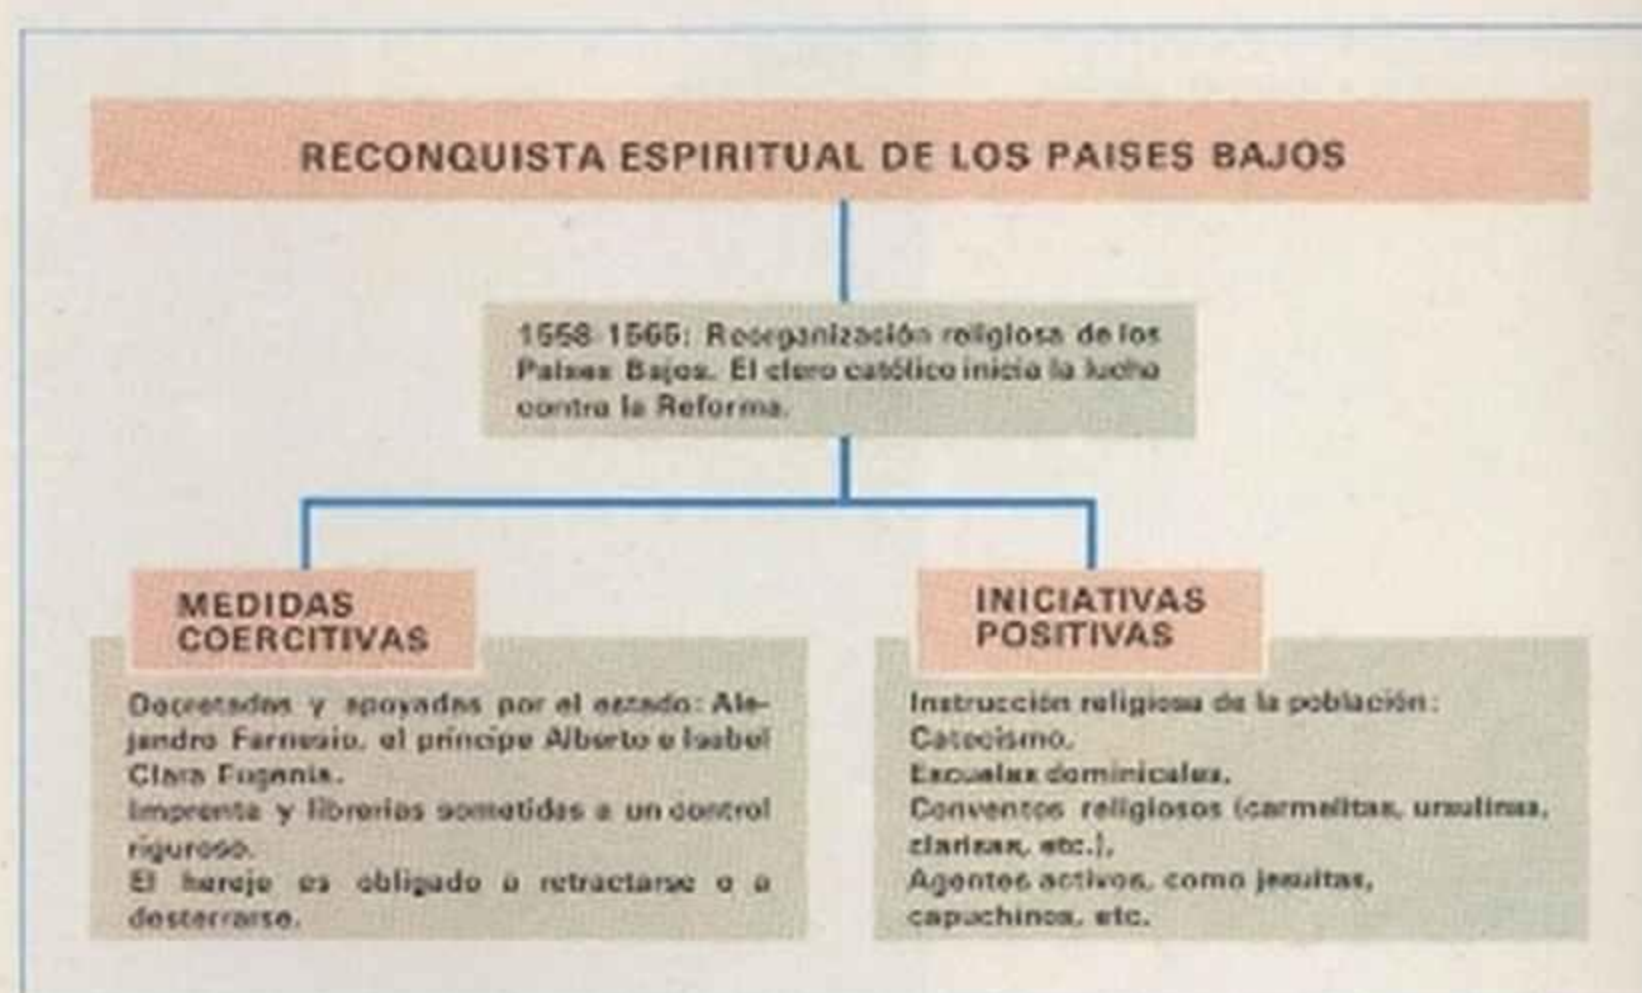 RECONQUISTA ESPIRITUAL DE LOS PAISES BAJOS
1558-1565: Reorganización religiosa de los
Países Bajos. El clero católico inicia la lucha
contra la Reforma.
MEDIDAS
COERCITIVAS
Decretadas y apoyadas por el estado: Ale-
jandro Farnesio, el príncipe Alberto e Isabel
Clara Eugenia.
Imprenta y librerías sometidas a un control
riguroso.
El hereje es obligado a retractarse o a
desterrarse.
INICIATIVAS
POSITIVAS
Instrucción religiosa de la población:
Catecismo.
Escuelas dominicales.
Conventos religiosos (carmelitas, ursulinas,
clarisas, etc.).
Agentes activos, como jesuitas,
capuchinos, etc.